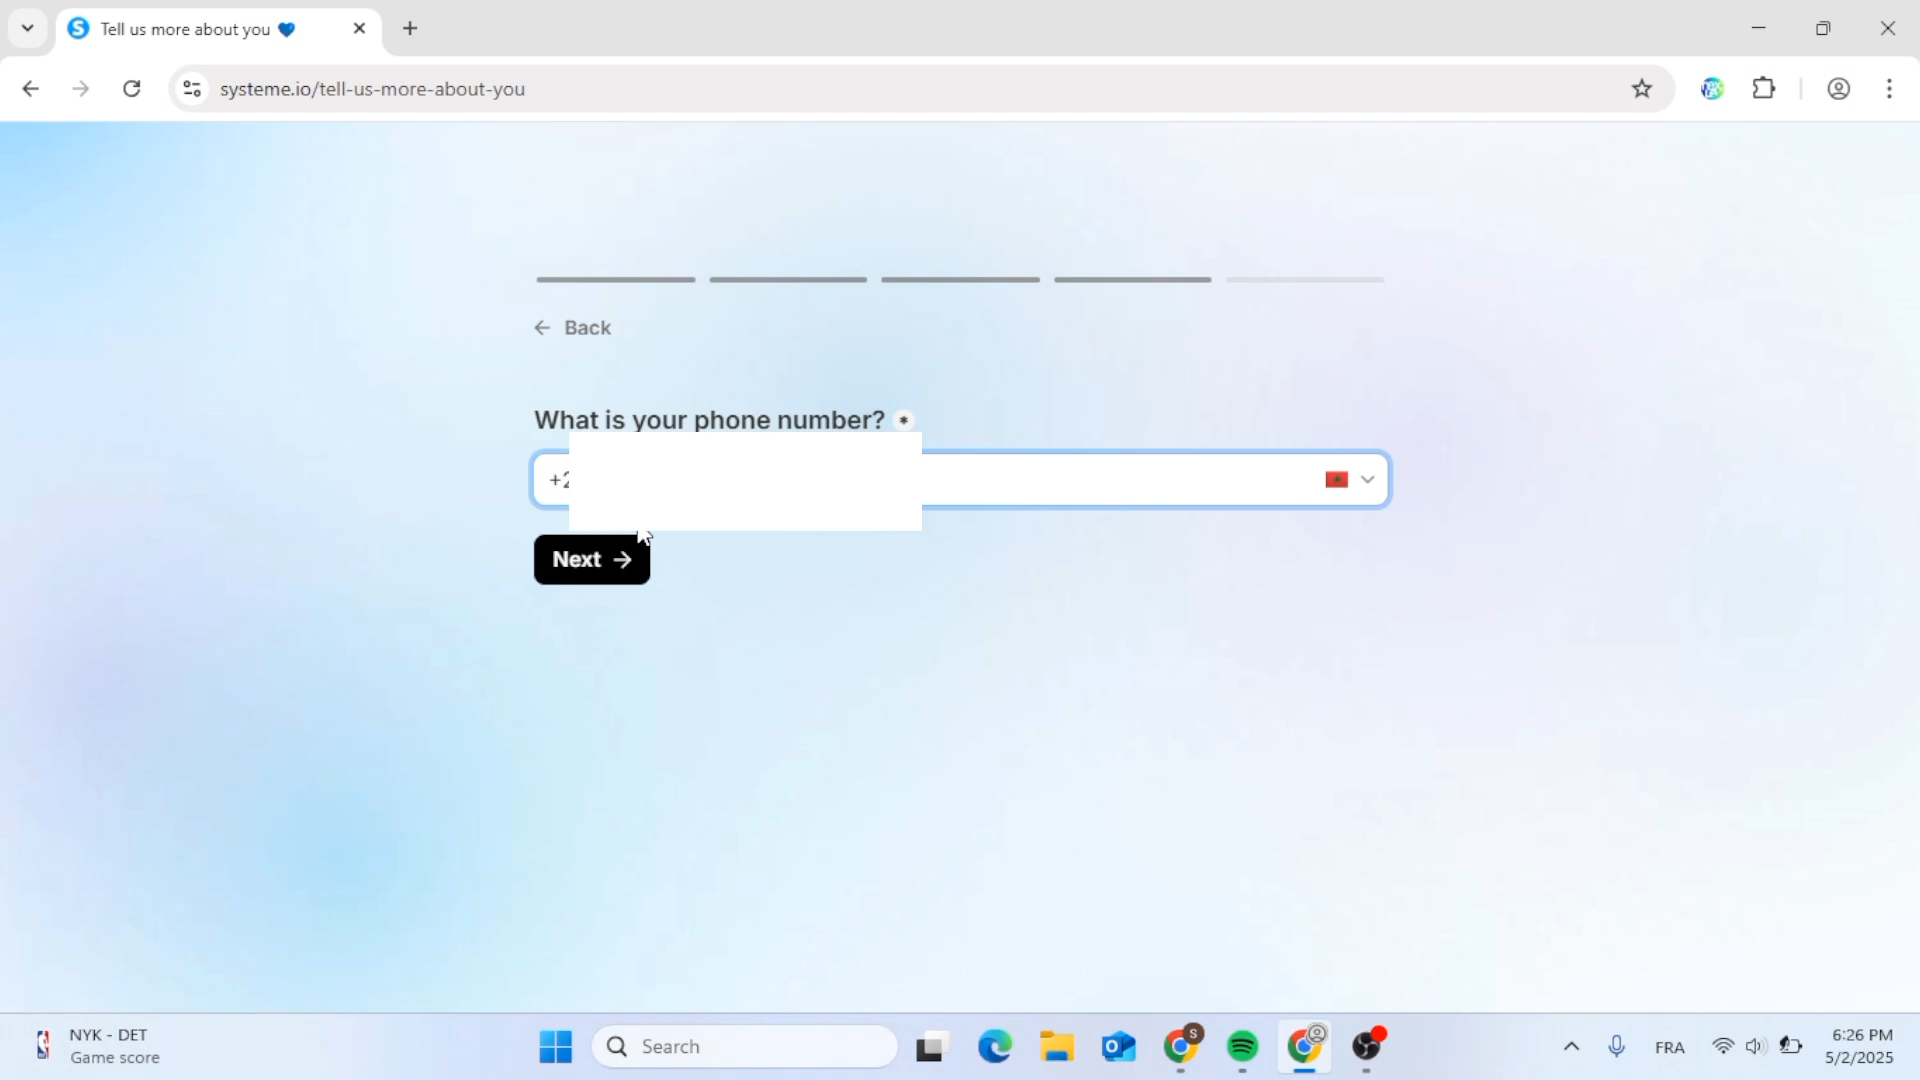 Tell us more about you 💙
systeme.io/tell-us-more-about-you
Back
What is your phone number? *
+2
Next →
NYK - DET
Game score
Search
S
FRA
6:26 PM
5/2/2025